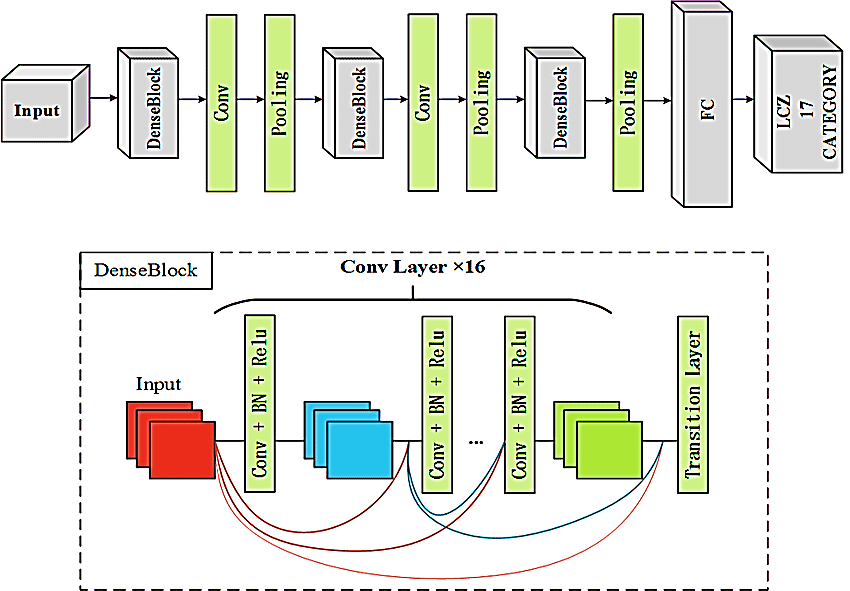 Input
DenseBlock
Conv
Pooling
DenseBlock
Conv
Pooling
DenseBlock
Pooling
FC
LCZ
17
CATEGORY
DenseBlock
Conv Layer ×16
Input
Conv + BN + Relu
Conv + BN + Relu
...
Conv + BN + Relu
Transition Layer